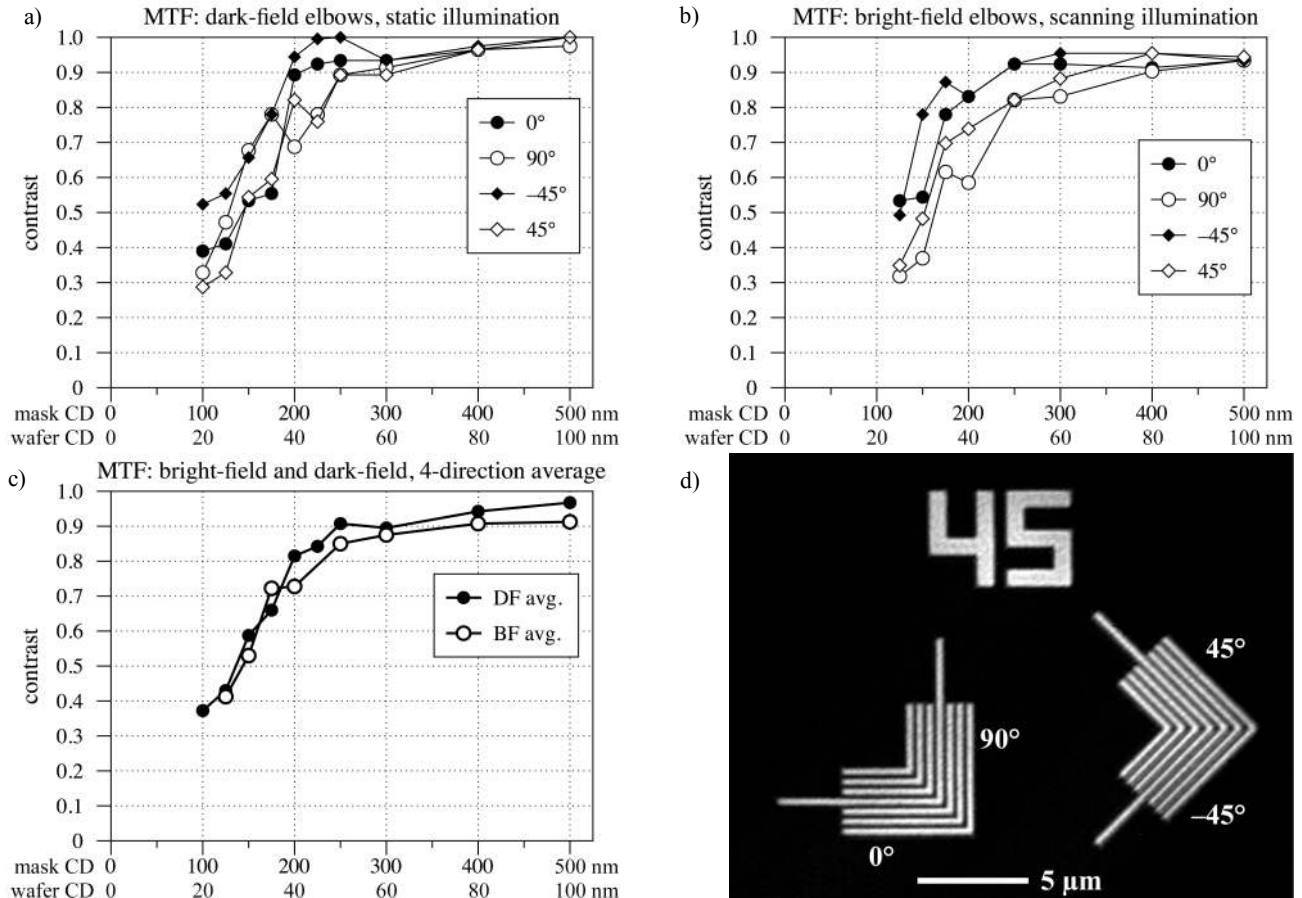 a)
MTF: dark-field elbows, static illumination
1.0
0.9
0.8
0.7
0.6
0.5
0.4
0.3
0.2
0.1
0
contrast
0°
90°
–45°
45°
mask CD 0 100 200 300 400 500 nm
wafer CD 0 20 40 60 80 100 nm
b)
MTF: bright-field elbows, scanning illumination
1.0
0.9
0.8
0.7
0.6
0.5
0.4
0.3
0.2
0.1
0
contrast
0°
90°
–45°
45°
mask CD 0 100 200 300 400 500 nm
wafer CD 0 20 40 60 80 100 nm
c)
MTF: bright-field and dark-field, 4-direction average
1.0
0.9
0.8
0.7
0.6
0.5
0.4
0.3
0.2
0.1
0
contrast
DF avg.
BF avg.
mask CD 0 100 200 300 400 500 nm
wafer CD 0 20 40 60 80 100 nm
d)
45
45°
90°
–45°
0°
5 µm